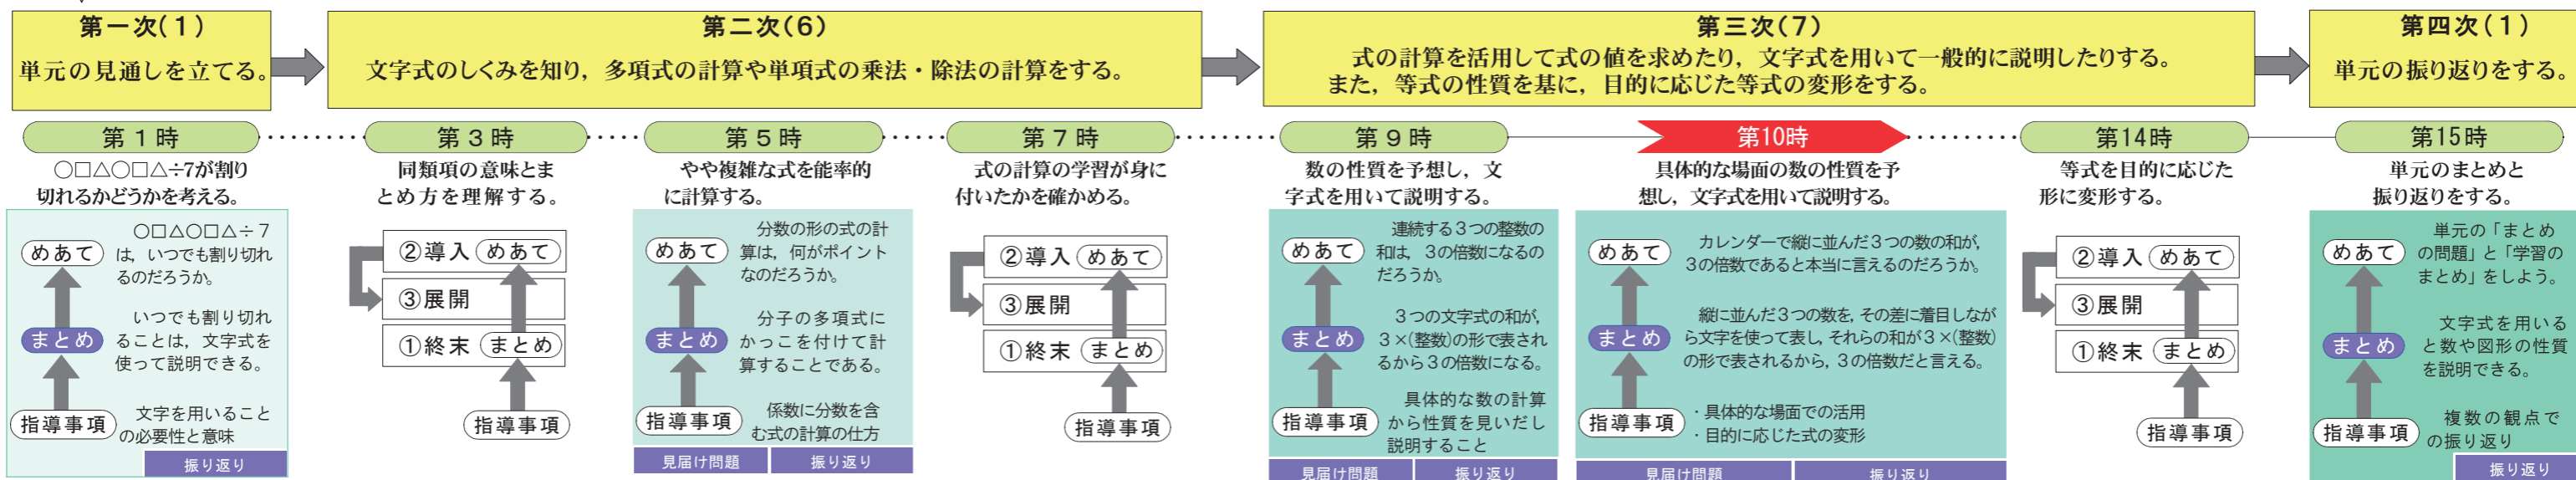 第一次(1)
単元の見通しを立てる。
第二次(6)
文字式のしくみを知り，多項式の計算や単項式の乗法・除法の計算をする。
第三次(7)
式の計算を活用して式の値を求めたり，文字式を用いて一般的に説明したりする。
また，等式の性質を基に，目的に応じた等式の変形をする。
第四次(1)
単元の振り返りをする。
第１時
○□△○□△÷7が割り
切れるかどうかを考える。
○□△○□△÷７
は，いつでも割り切れ
るのだろうか。
めあて
いつでも割り切れ
ることは，文字式を
使って説明できる。
まとめ
文字を用いること
の必要性と意味
指導事項
振り返り
第３時
同類項の意味とま
とめ方を理解する。
②導入 めあて
③展開
①終末 まとめ
指導事項
第５時
やや複雑な式を能率的
に計算する。
分数の形の式の計
算は，何がポイント
なのだろうか。
めあて
分子の多項式に
かっこを付けて計
算することである。
まとめ
係数に分数を含
む式の計算の仕方
指導事項
見届け問題
振り返り
第７時
式の計算の学習が身に
付いたかを確かめる。
②導入 めあて
③展開
①終末 まとめ
指導事項
第９時
数の性質を予想し，文
字式を用いて説明する。
連続する３つの整数の
和は，３の倍数になるの
だろうか。
めあて
３つの文字式の和が，
３×(整数)の形で表され
るから３の倍数になる。
まとめ
具体的な数の計算
から性質を見いだし
説明すること
指導事項
見届け問題
振り返り
第10時
具体的な場面の数の性質を予
想し，文字式を用いて説明する。
カレンダーで縦に並んだ３つの数の和が，
３の倍数であると本当に言えるのだろうか。
めあて
縦に並んだ３つの数を，その差に着目しなが
ら文字を使って表し，それらの和が３×(整数)
の形で表されるから，３の倍数だと言える。
まとめ
・具体的な場面での活用
・目的に応じた式の変形
指導事項
見届け問題
振り返り
第14時
等式を目的に応じた
形に変形する。
②導入 めあて
③展開
①終末 まとめ
指導事項
第15時
単元のまとめと
振り返りをする。
単元の「まとめ
の問題」と「学習の
まとめ」をしよう。
めあて
文字式を用いる
と数や図形の性質
を説明できる。
まとめ
複数の観点で
の振り返り
指導事項
振り返り